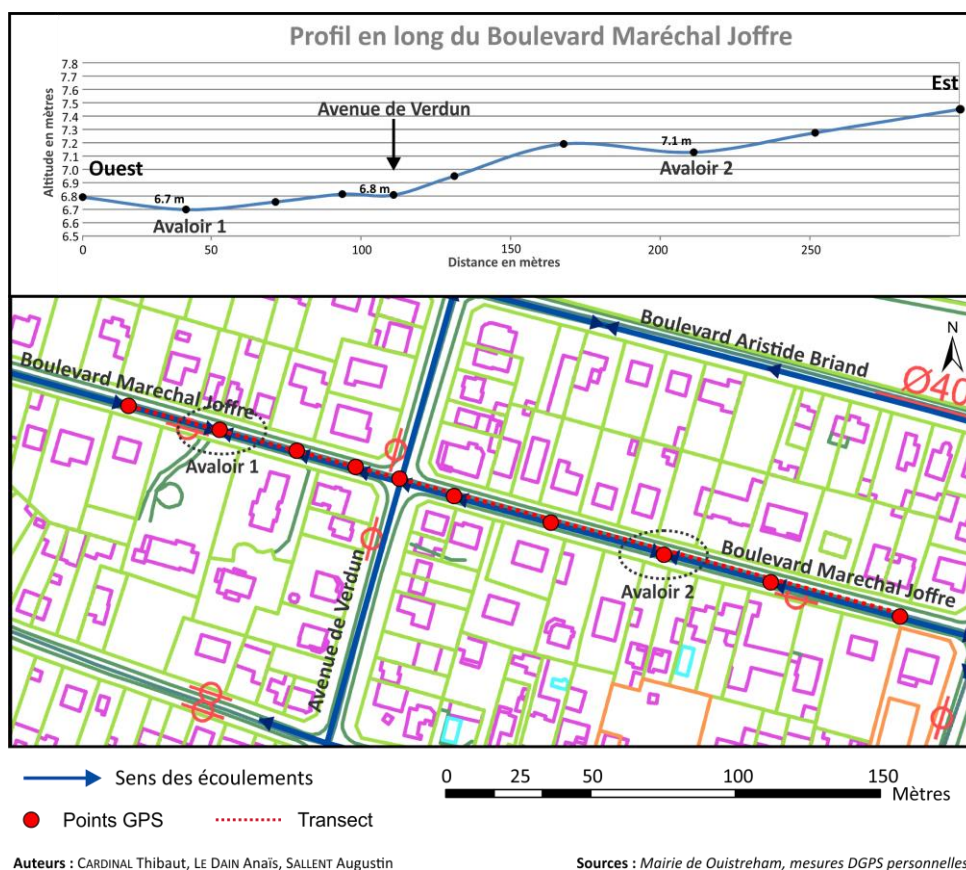 Profil en long du Boulevard Maréchal Joffre
Altitude en mètres
7.8
7.7
7.6
7.5
7.4
7.3
7.2
7.1
7.0
6.9
6.8
6.7
6.6
6.5
Ouest
Avenue de Verdun
Est
6.7 m
6.8 m
7.1 m
Avaloir 1
Avaloir 2
0 50 100 150 200 250
Distance en mètres
Boulevard Marechal Joffre
Boulevard Aristide Briand
N
Ø40
Avaloir 1
Avenue de Verdun
Avaloir 2
Boulevard Marechal Joffre
Sens des écoulements
Points GPS
Transect
0 25 50 100 150
Mètres
Auteurs : CARDINAL Thibaut, LE DAIN Anaïs, SALLENT Augustin
Sources : Mairie de Ouistreham, mesures DGPS personnelles